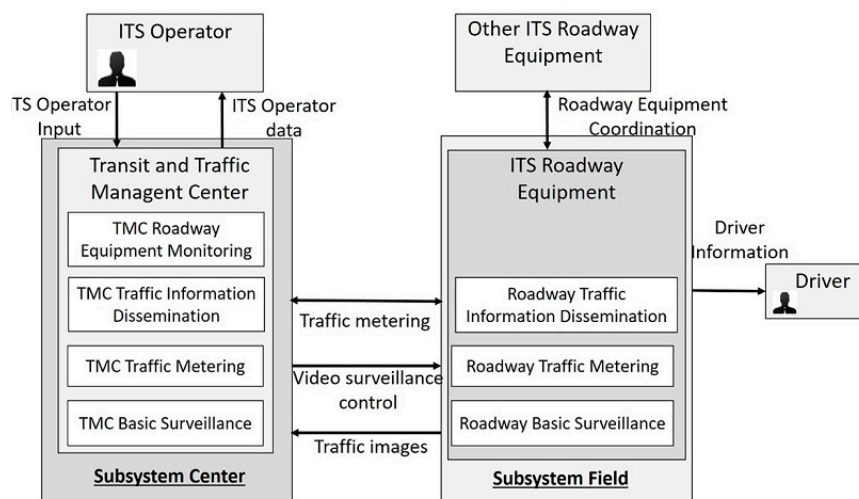 ITS Operator
Other ITS Roadway
Equipment
TS Operator
Input
ITS Operator
data
Roadway Equipment
Coordination
Transit and Traffic
Managent Center
ITS Roadway
Equipment
TMC Roadway
Equipment Monitoring
Driver
Information
Driver
TMC Traffic Information
Dissemination
Traffic metering
Roadway Traffic
Information Dissemination
TMC Traffic Metering
Video surveillance
control
Roadway Traffic Metering
TMC Basic Surveillance
Traffic images
Roadway Basic Surveillance
Subsystem Center
Subsystem Field